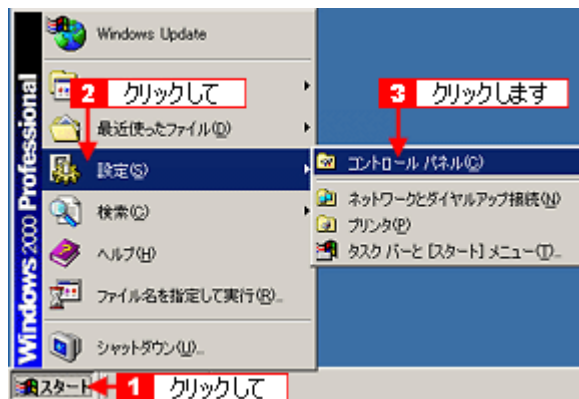 Windows 2000 Professional
Windows Update
2 クリックして
最近使ったファイル(D)
設定(S)
検索(C)
ヘルプ(H)
ファイル名を指定して実行(R)...
シャットダウン(U)...
3 クリックします
コントロール パネル(C)
ネットワークとダイヤルアップ接続(N)
プリンタ(P)
タスク バーと [スタート] メニュー(T)...
スタート
1 クリックして